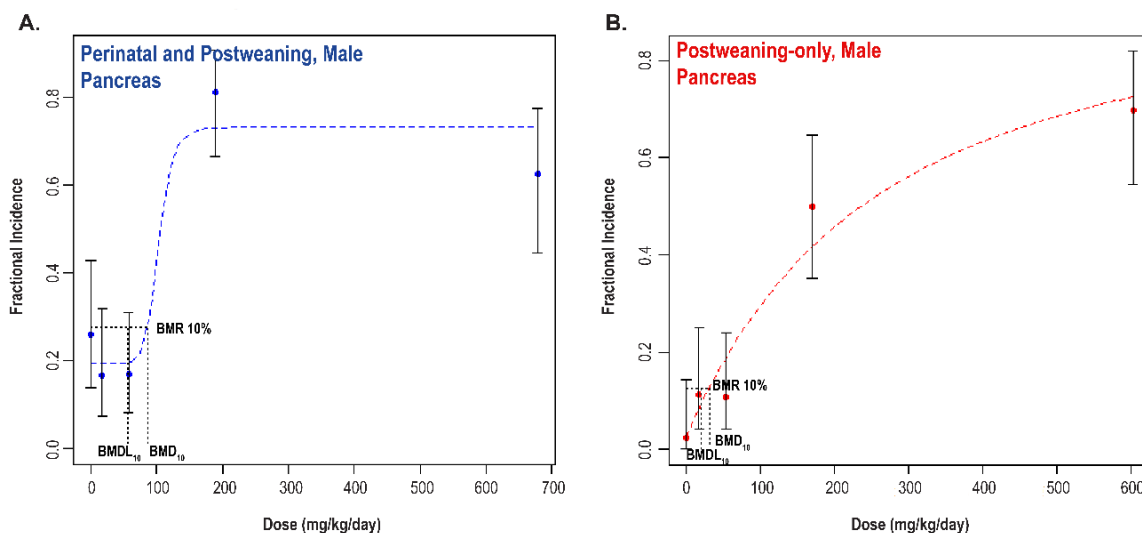 A.
Perinatal and Postweaning, Male
Pancreas
Fractional Incidence
0.8
0.6
0.4
0.2
0.0
BMR 10%
BMDL10
BMD10
0 100 200 300 400 500 600 700
Dose (mg/kg/day)
B.
Postweaning-only, Male
Pancreas
Fractional Incidence
0.8
0.6
0.4
0.2
0.0
BMR 10%
BMD10
BMDL10
0 100 200 300 400 500 600
Dose (mg/kg/day)